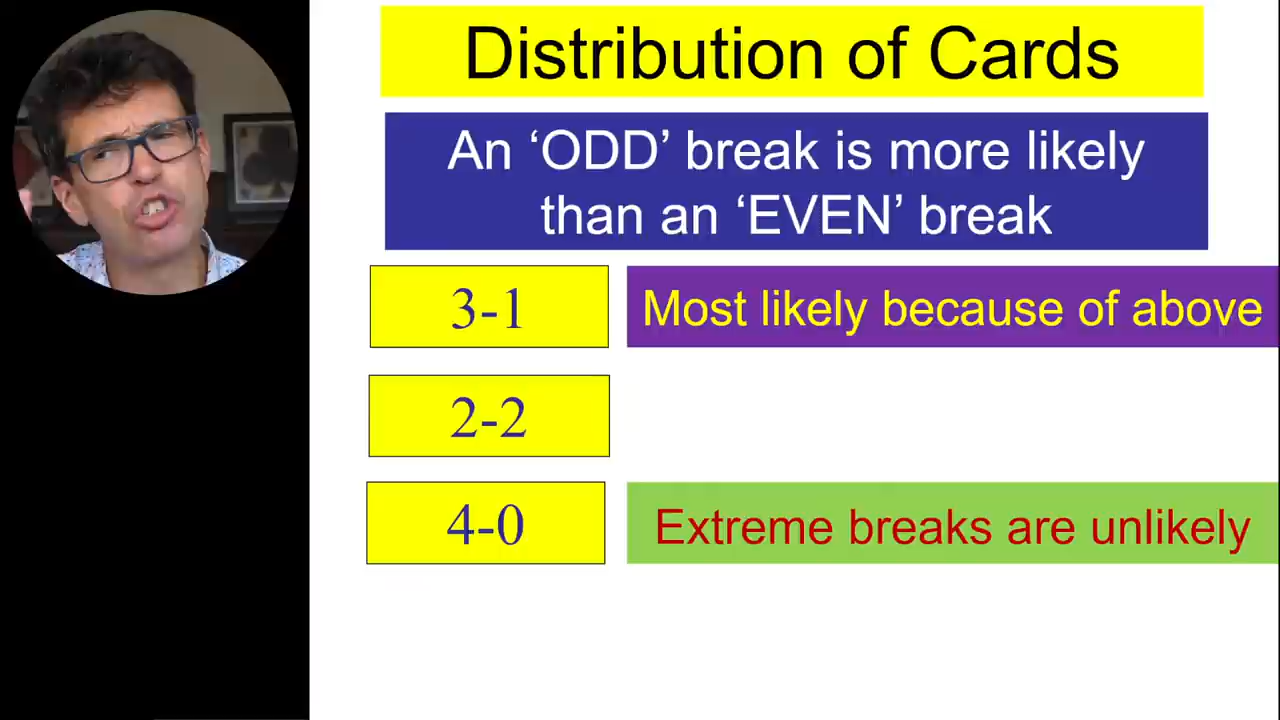 Distribution of Cards
An ‘ODD’ break is more likely
than an ‘EVEN’ break
3-1
Most likely because of above
2-2
4-0
Extreme breaks are unlikely